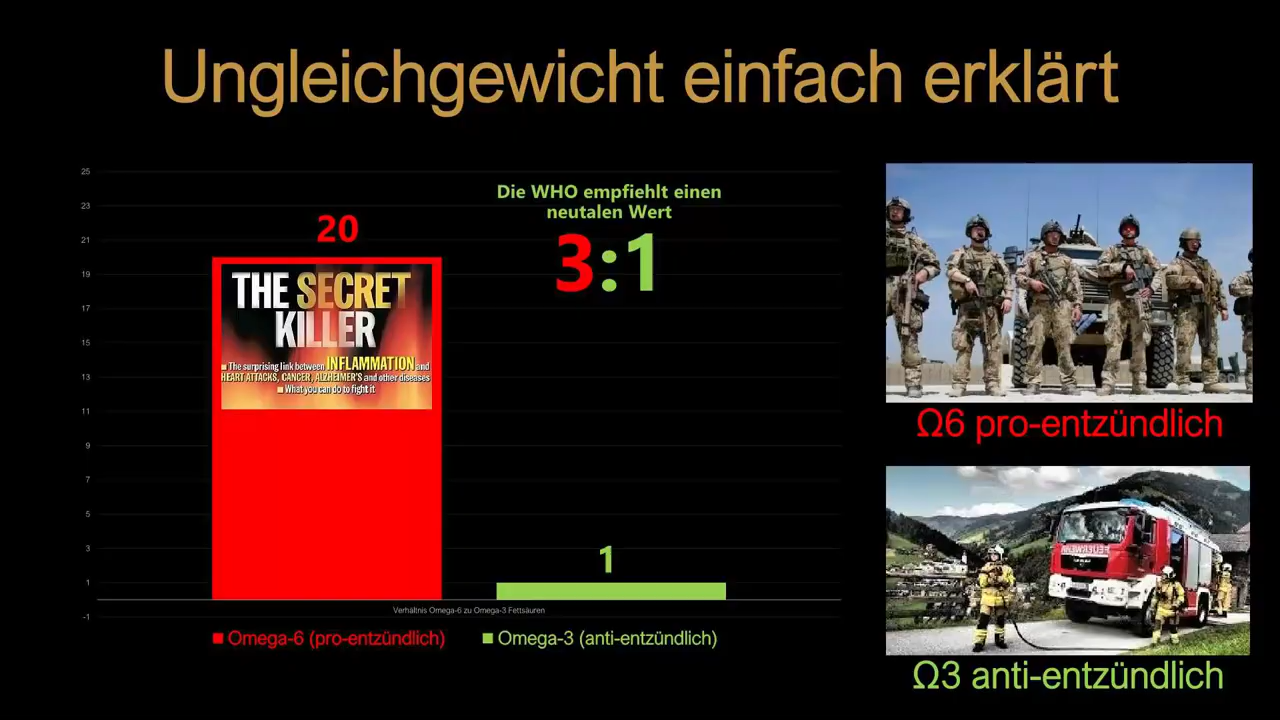 Ungleichgewicht einfach erklärt
25
23
21
19
17
15
13
11
9
7
5
3
1
-1
20
THE SECRET
KILLER
The surprising link between INFLAMMATION and
HEART ATTACKS, CANCER, ALZHEIMER'S and other diseases
What you can do to fight it
Die WHO empfiehlt einen
neutalen Wert
3:1
1
Verhältnis Omega-6 zu Omega-3 Fettsäuren
Omega-6 (pro-entzündlich)
Omega-3 (anti-entzündlich)
Ω6 pro-entzündlich
Ω3 anti-entzündlich